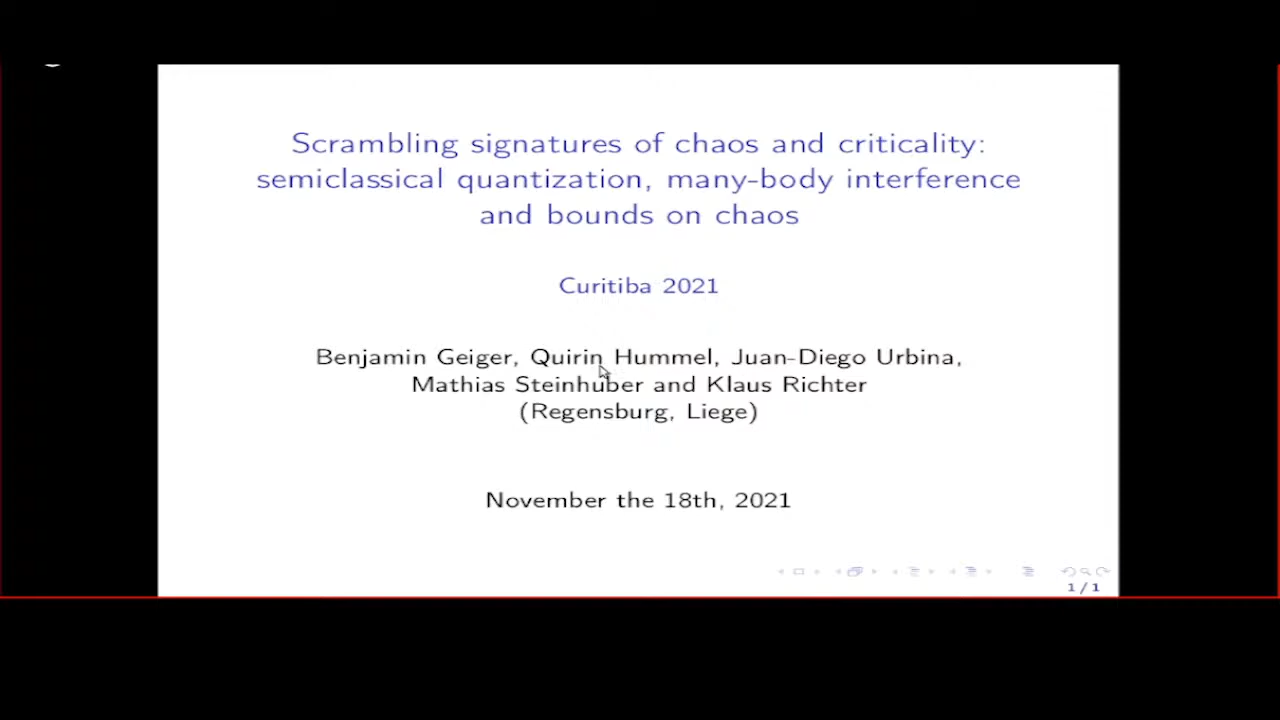 Scrambling signatures of chaos and criticality:
semiclassical quantization, many-body interference
and bounds on chaos
Curitiba 2021
Benjamin Geiger, Quirin Hummel, Juan-Diego Urbina,
Mathias Steinhuber and Klaus Richter
(Regensburg, Liege)
November the 18th, 2021
1 / 1